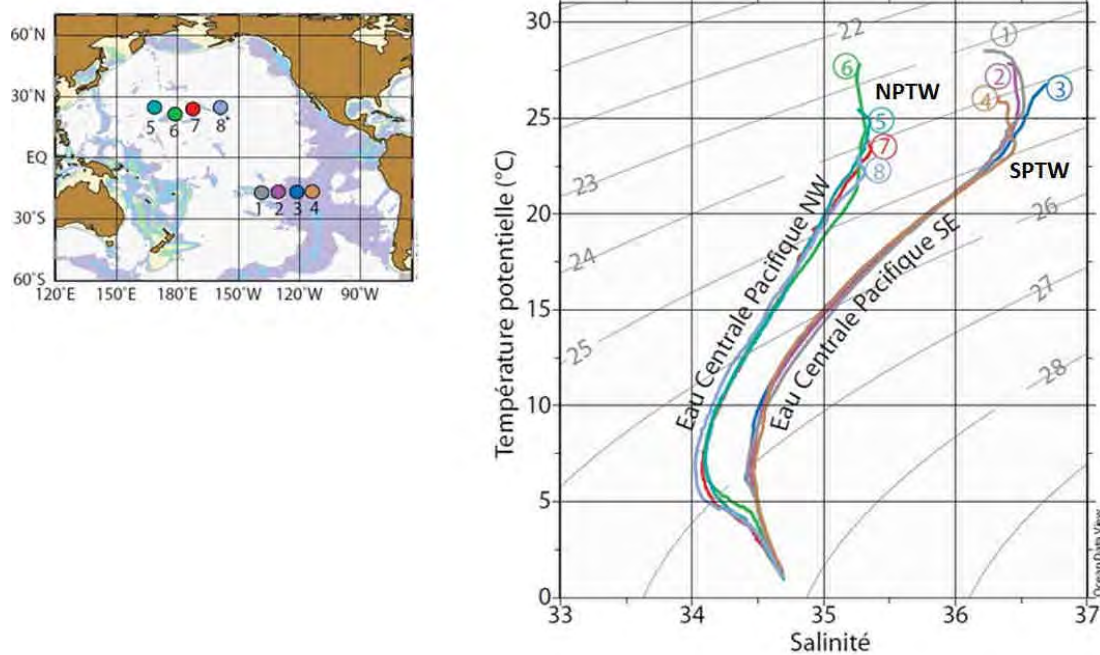 60°N
30°N
EQ
30°S
60°S
120°E 150°E 180°E 150°W 120°W 90°W
5 6 7 8
1 2 3 4
Température potentielle (°C)
30
25
20
15
10
5
0
33 34 35 36 37
Salinité
22
23
24
25
26
27
28
1
2
3
4
5
6
7
8
NPTW
SPTW
Eau Centrale Pacifique NW
Eau Centrale Pacifique SE
Ocean Data View